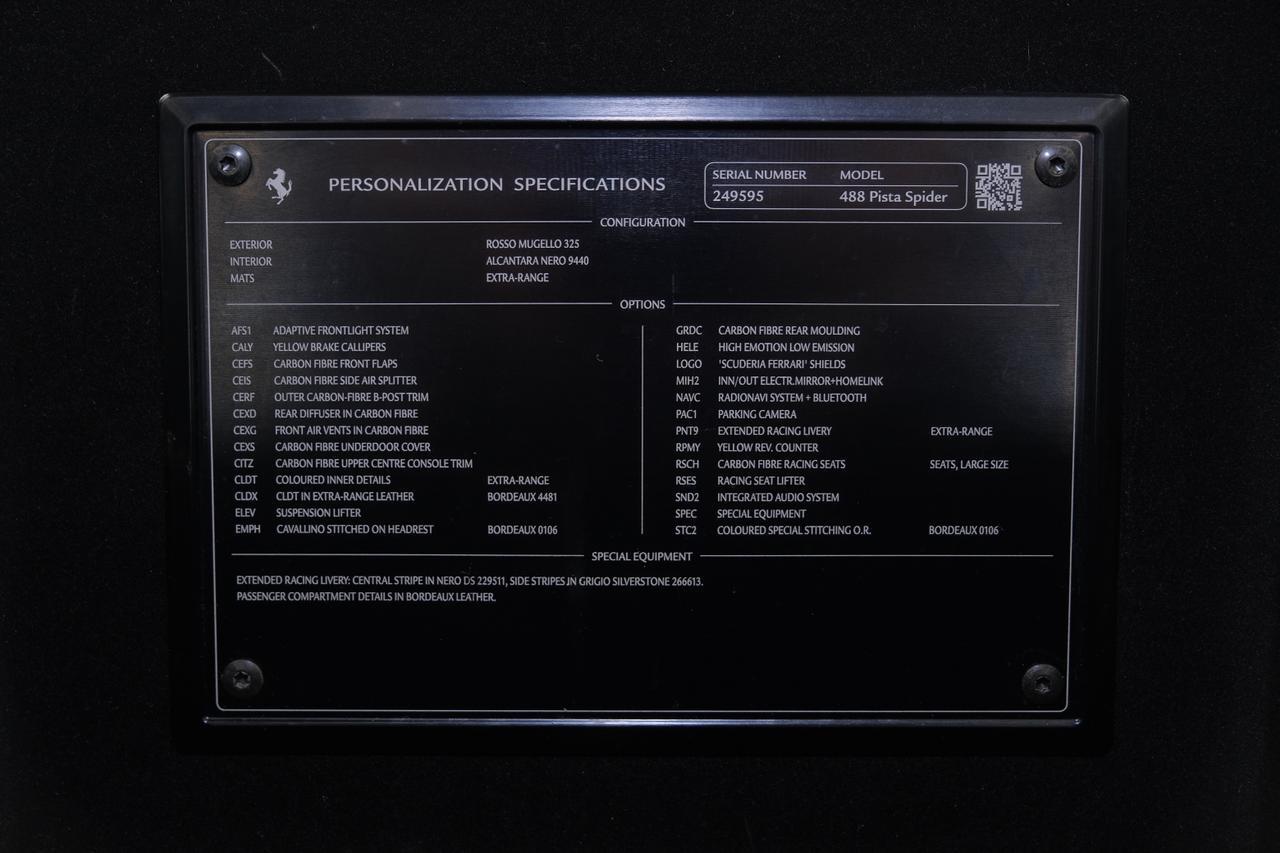 PERSONALIZATION SPECIFICATIONS
SERIAL NUMBER MODEL
249595 488 Pista Spider
CONFIGURATION
EXTERIOR ROSSO MUGELLO 325
INTERIOR ALCANTARA NERO 9440
MATS EXTRA-RANGE
OPTIONS
AFS1 ADAPTIVE FRONTLIGHT SYSTEM
CALY YELLOW BRAKE CALLIPERS
CEFS CARBON FIBRE FRONT FLAPS
CEIS CARBON FIBRE SIDE AIR SPLITTER
CERF OUTER CARBON-FIBRE B-POST TRIM
CEXD REAR DIFFUSER IN CARBON FIBRE
CEXG FRONT AIR VENTS IN CARBON FIBRE
CEXS CARBON FIBRE UNDERDOOR COVER
CITZ CARBON FIBRE UPPER CENTRE CONSOLE TRIM
CLDT COLOURED INNER DETAILS EXTRA-RANGE
CLDX CLDT IN EXTRA-RANGE LEATHER BORDEAUX 4481
ELEV SUSPENSION LIFTER
EMPH CAVALLINO STITCHED ON HEADREST BORDEAUX 0106
GRDC CARBON FIBRE REAR MOULDING
HELE HIGH EMOTION LOW EMISSION
LOGO 'SCUDERIA FERRARI' SHIELDS
MIH2 INN/OUT ELECTR.MIRROR+HOMELINK
NAVC RADIONAVI SYSTEM + BLUETOOTH
PAC1 PARKING CAMERA
PNT9 EXTENDED RACING LIVERY EXTRA-RANGE
RPMY YELLOW REV. COUNTER
RSCH CARBON FIBRE RACING SEATS SEATS, LARGE SIZE
RSES RACING SEAT LIFTER
SND2 INTEGRATED AUDIO SYSTEM
SPEC SPECIAL EQUIPMENT
STC2 COLOURED SPECIAL STITCHING O.R. BORDEAUX 0106
SPECIAL EQUIPMENT
EXTENDED RACING LIVERY: CENTRAL STRIPE IN NERO DS 229511, SIDE STRIPES IN GRIGIO SILVERSTONE 266613.
PASSENGER COMPARTMENT DETAILS IN BORDEAUX LEATHER.